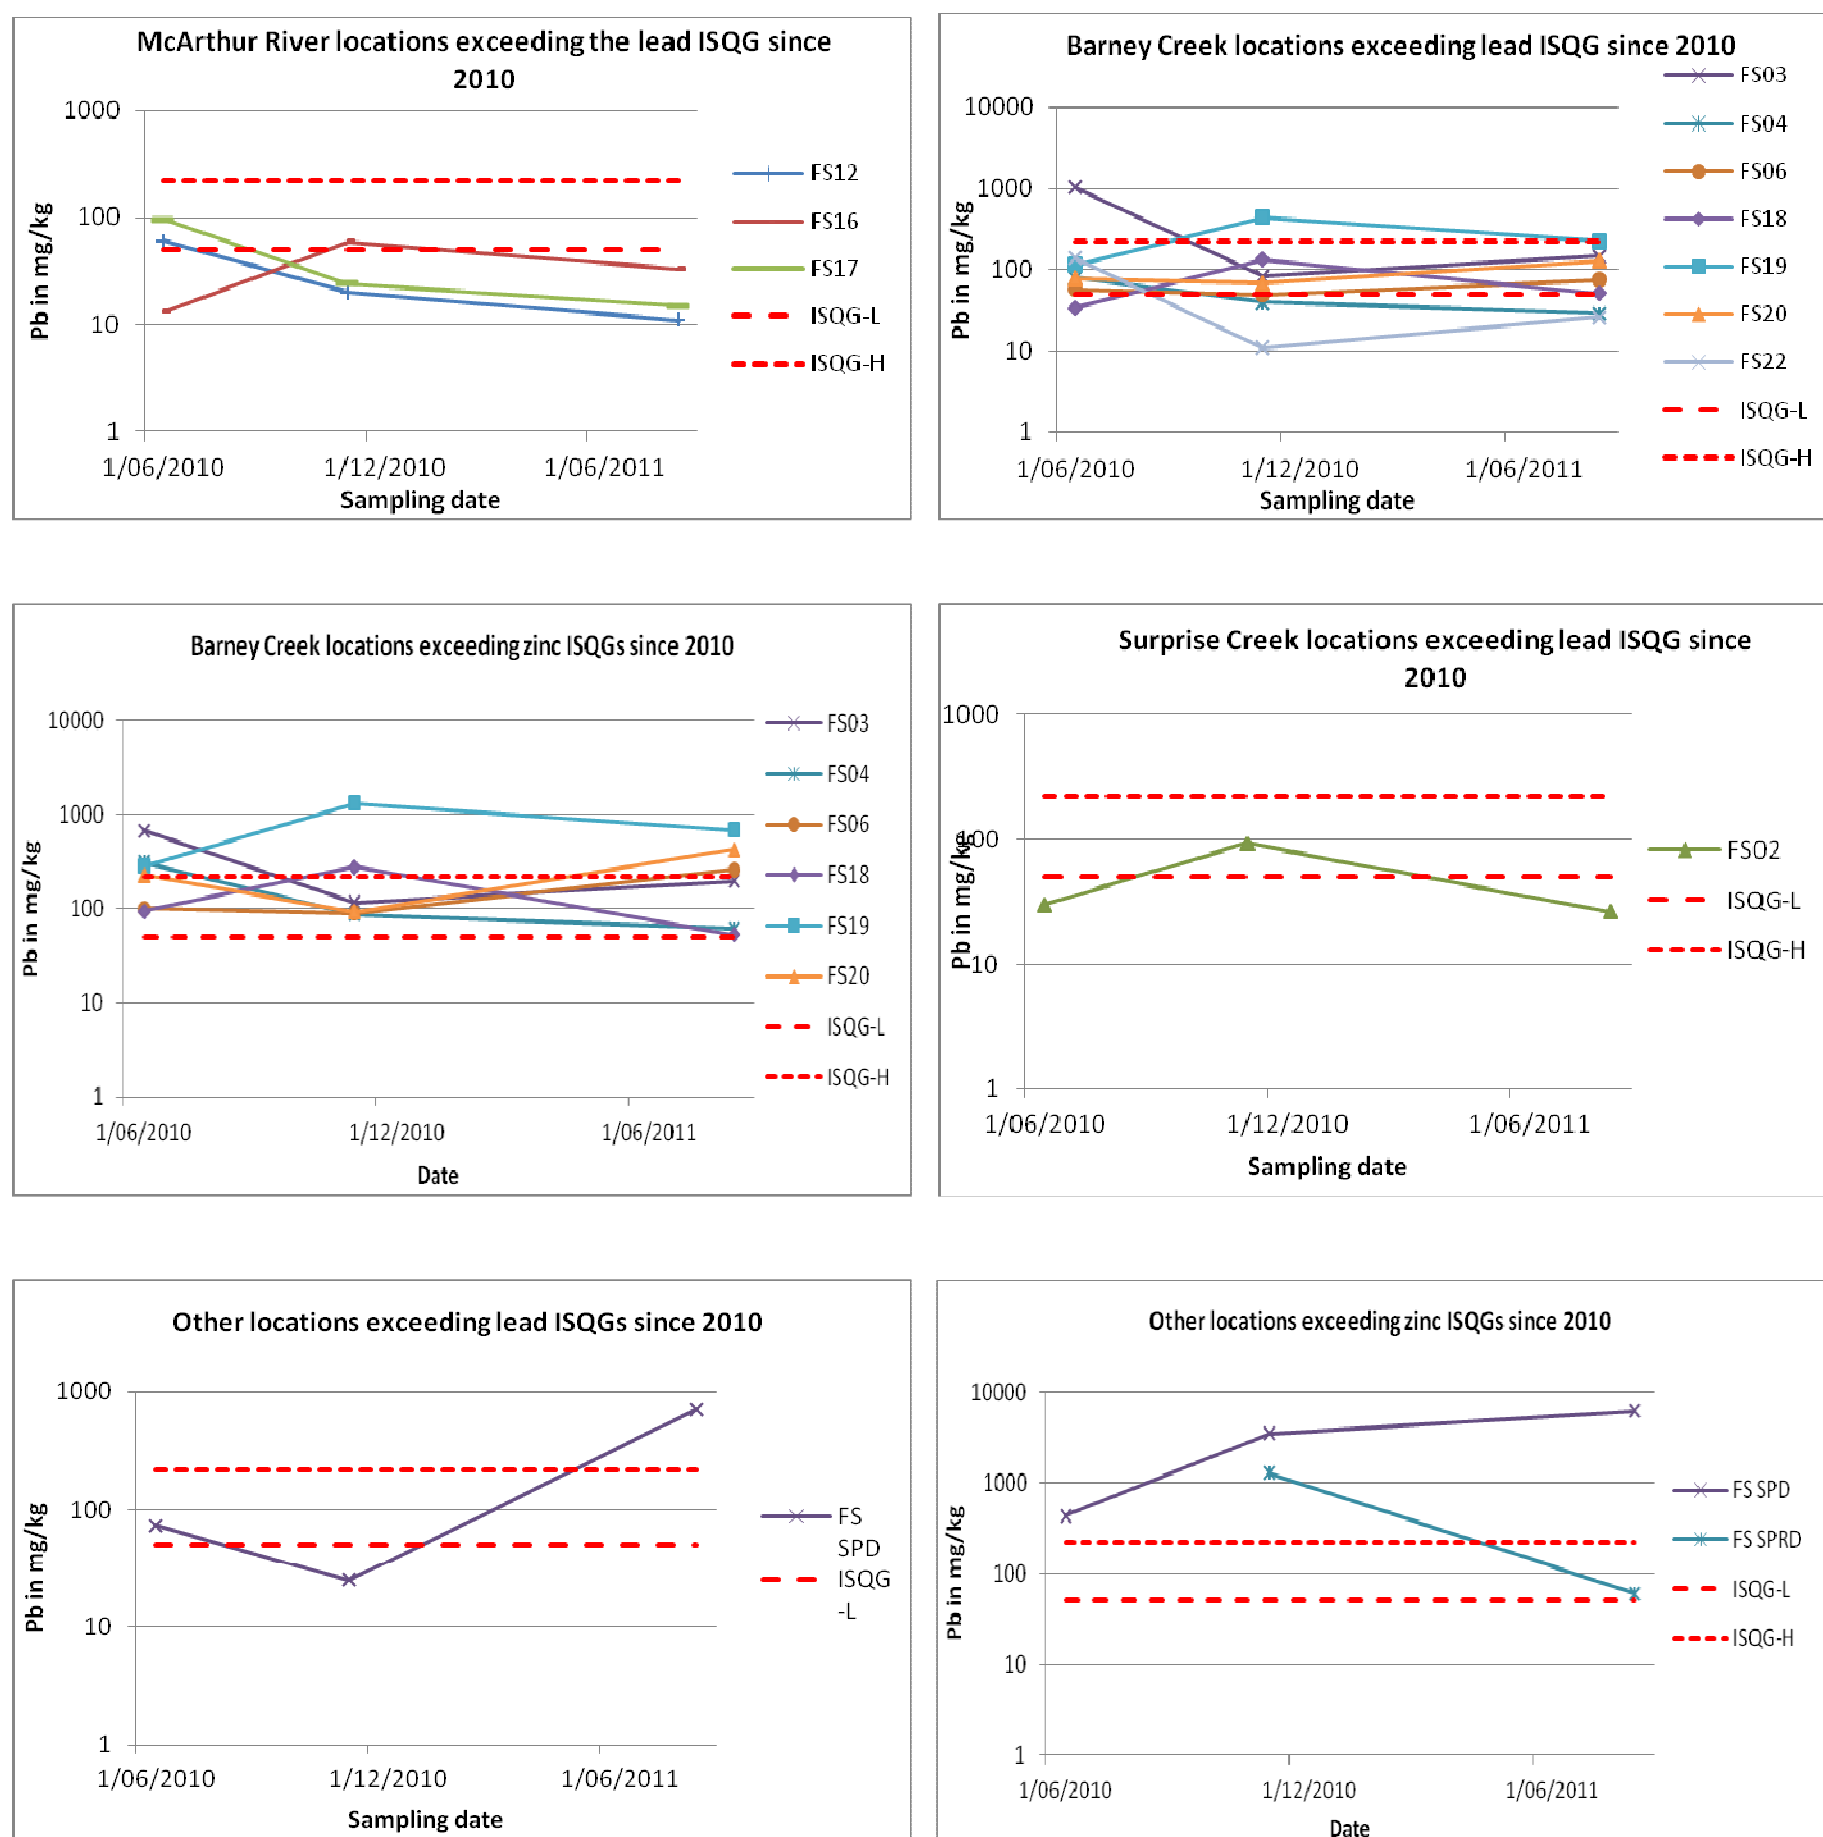 McArthur River locations exceeding the lead ISQG since
2010
1000
100
10
1
Pb in mg/kg
1/06/2010 1/12/2010 1/06/2011
Sampling date
FS12
FS16
FS17
ISQG-L
ISQG-H
Barney Creek locations exceeding lead ISQG since 2010
10000
1000
100
10
1
Pb in mg/kg
1/06/2010 1/12/2010 1/06/2011
Sampling date
FS03
FS04
FS06
FS18
FS19
FS20
FS22
ISQG-L
ISQG-H
Barney Creek locations exceeding zinc ISQGs since 2010
10000
1000
100
10
1
Pb in mg/kg
1/06/2010 1/12/2010 1/06/2011
Date
FS03
FS04
FS06
FS18
FS19
FS20
ISQG-L
ISQG-H
Surprise Creek locations exceeding lead ISQG since
2010
1000
100
10
1
Pb in mg/kg
1/06/2010 1/12/2010 1/06/2011
Sampling date
FS02
ISQG-L
ISQG-H
Other locations exceeding lead ISQGs since 2010
1000
100
10
1
Pb in mg/kg
1/06/2010 1/12/2010 1/06/2011
Sampling date
FS
SPD
ISQG
-L
Other locations exceeding zinc ISQGs since 2010
10000
1000
100
10
1
Pb in mg/kg
1/06/2010 1/12/2010 1/06/2011
Date
FS SPD
FS SPRD
ISQG-L
ISQG-H